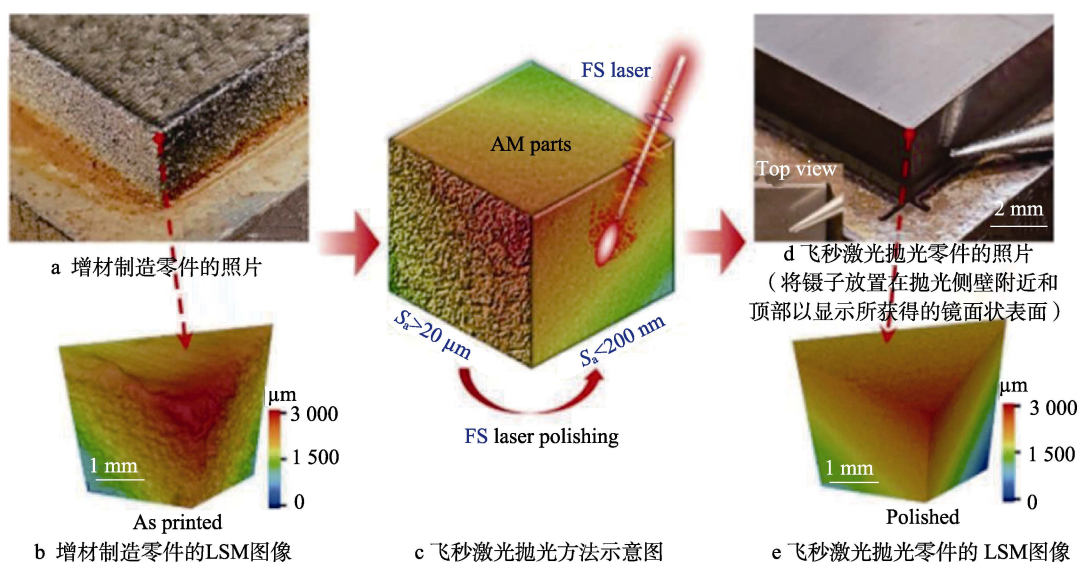 a 增材制造零件的照片
FS laser
AM parts
Sa>20 μm
Sa<200 nm
FS laser polishing
Top view
2 mm
d 飞秒激光抛光零件的照片
（将镊子放置在抛光侧壁附近和
顶部以显示所获得的镜面状表面）
μm
3 000
1 500
0
1 mm
As printed
b 增材制造零件的LSM图像
c 飞秒激光抛光方法示意图
μm
3 000
1 500
0
1 mm
Polished
e 飞秒激光抛光零件的 LSM图像